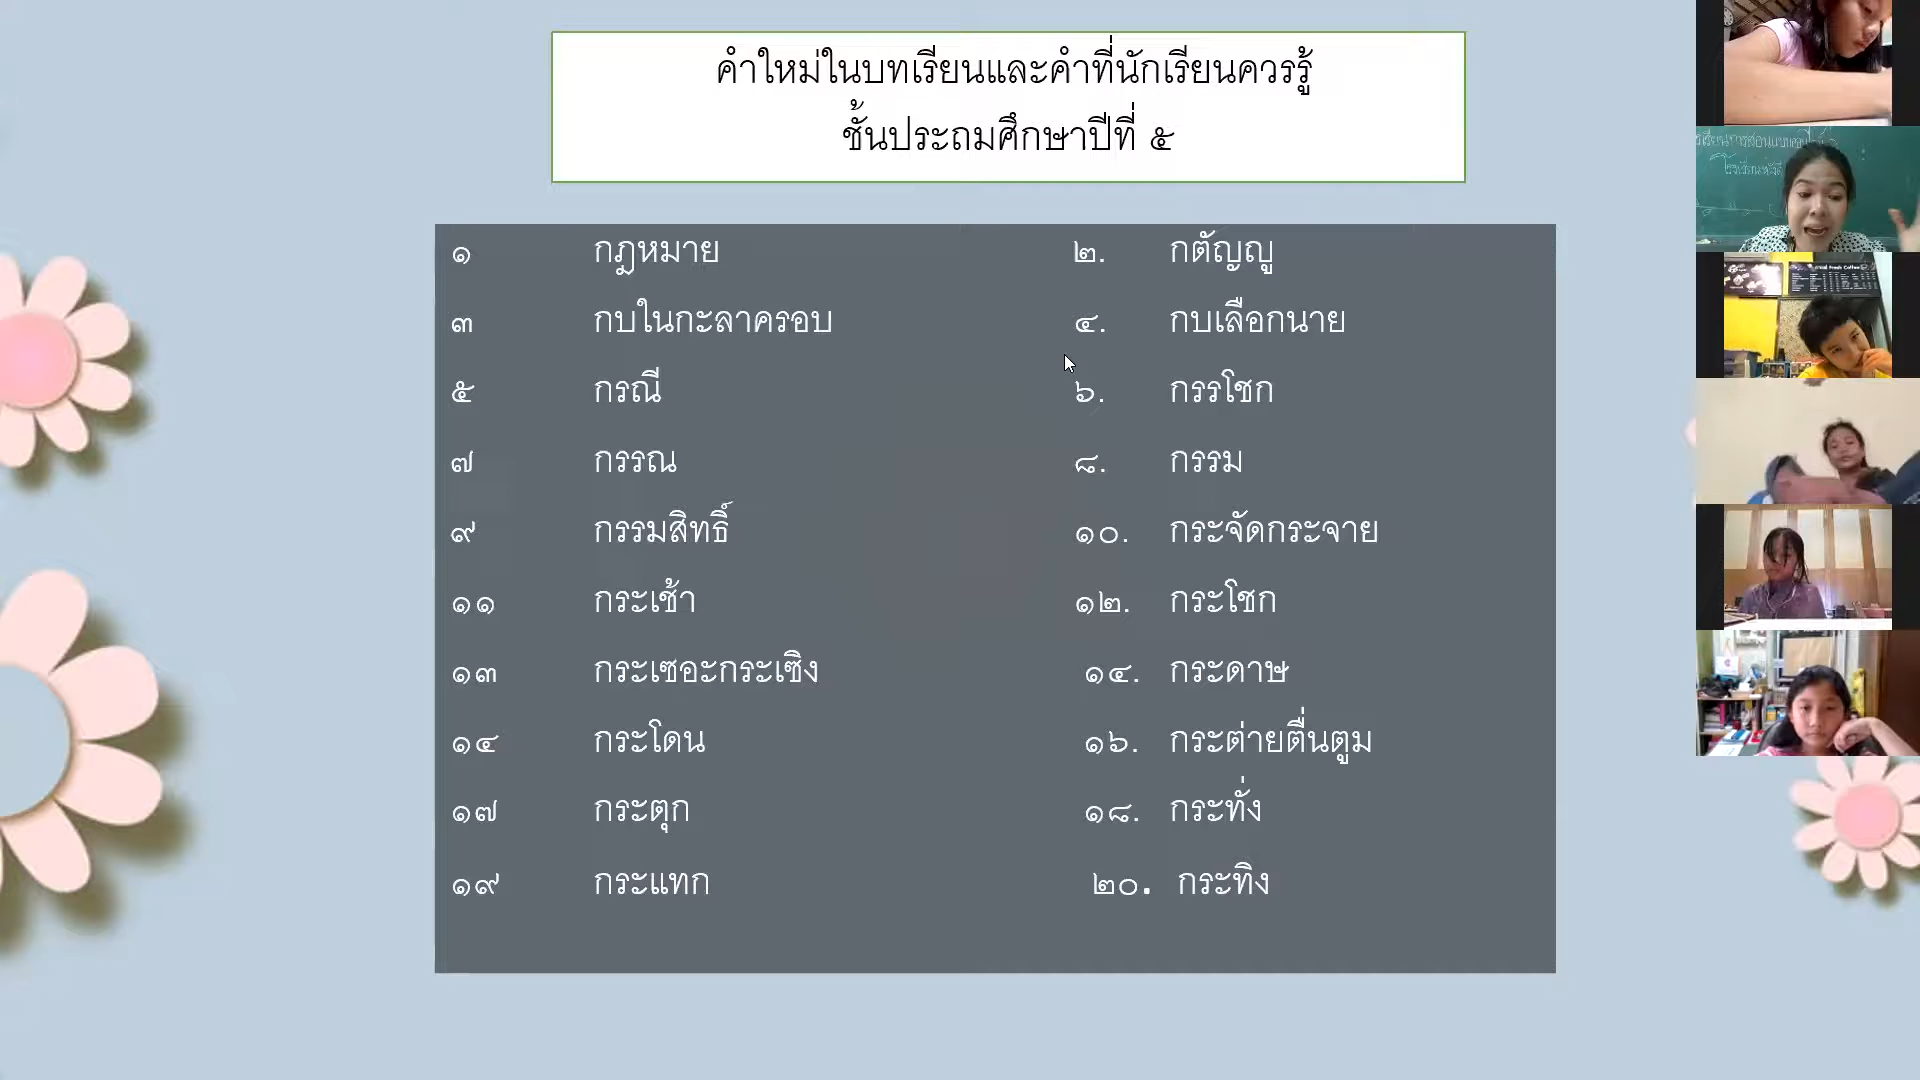 คำใหม่ในบทเรียนและคำที่นักเรียนควรรู้
ชั้นประถมศึกษาปีที่ ๕
๑ กฎหมาย ๒. กตัญญู
๓ กบในกะลาครอบ ๔. กบเลือกนาย
๕ กรณี ๖. กรรโชก
๗ กรรณ ๘. กรรม
๙ กรรมสิทธิ์ ๑๐. กระจัดกระจาย
๑๑ กระเช้า ๑๒. กระโชก
๑๓ กระเซอะกระเซิง ๑๔. กระดาษ
๑๔ กระโดน ๑๖. กระต่ายตื่นตูม
๑๗ กระตุก ๑๘. กระทั่ง
๑๙ กระแทก ๒๐. กระทิง